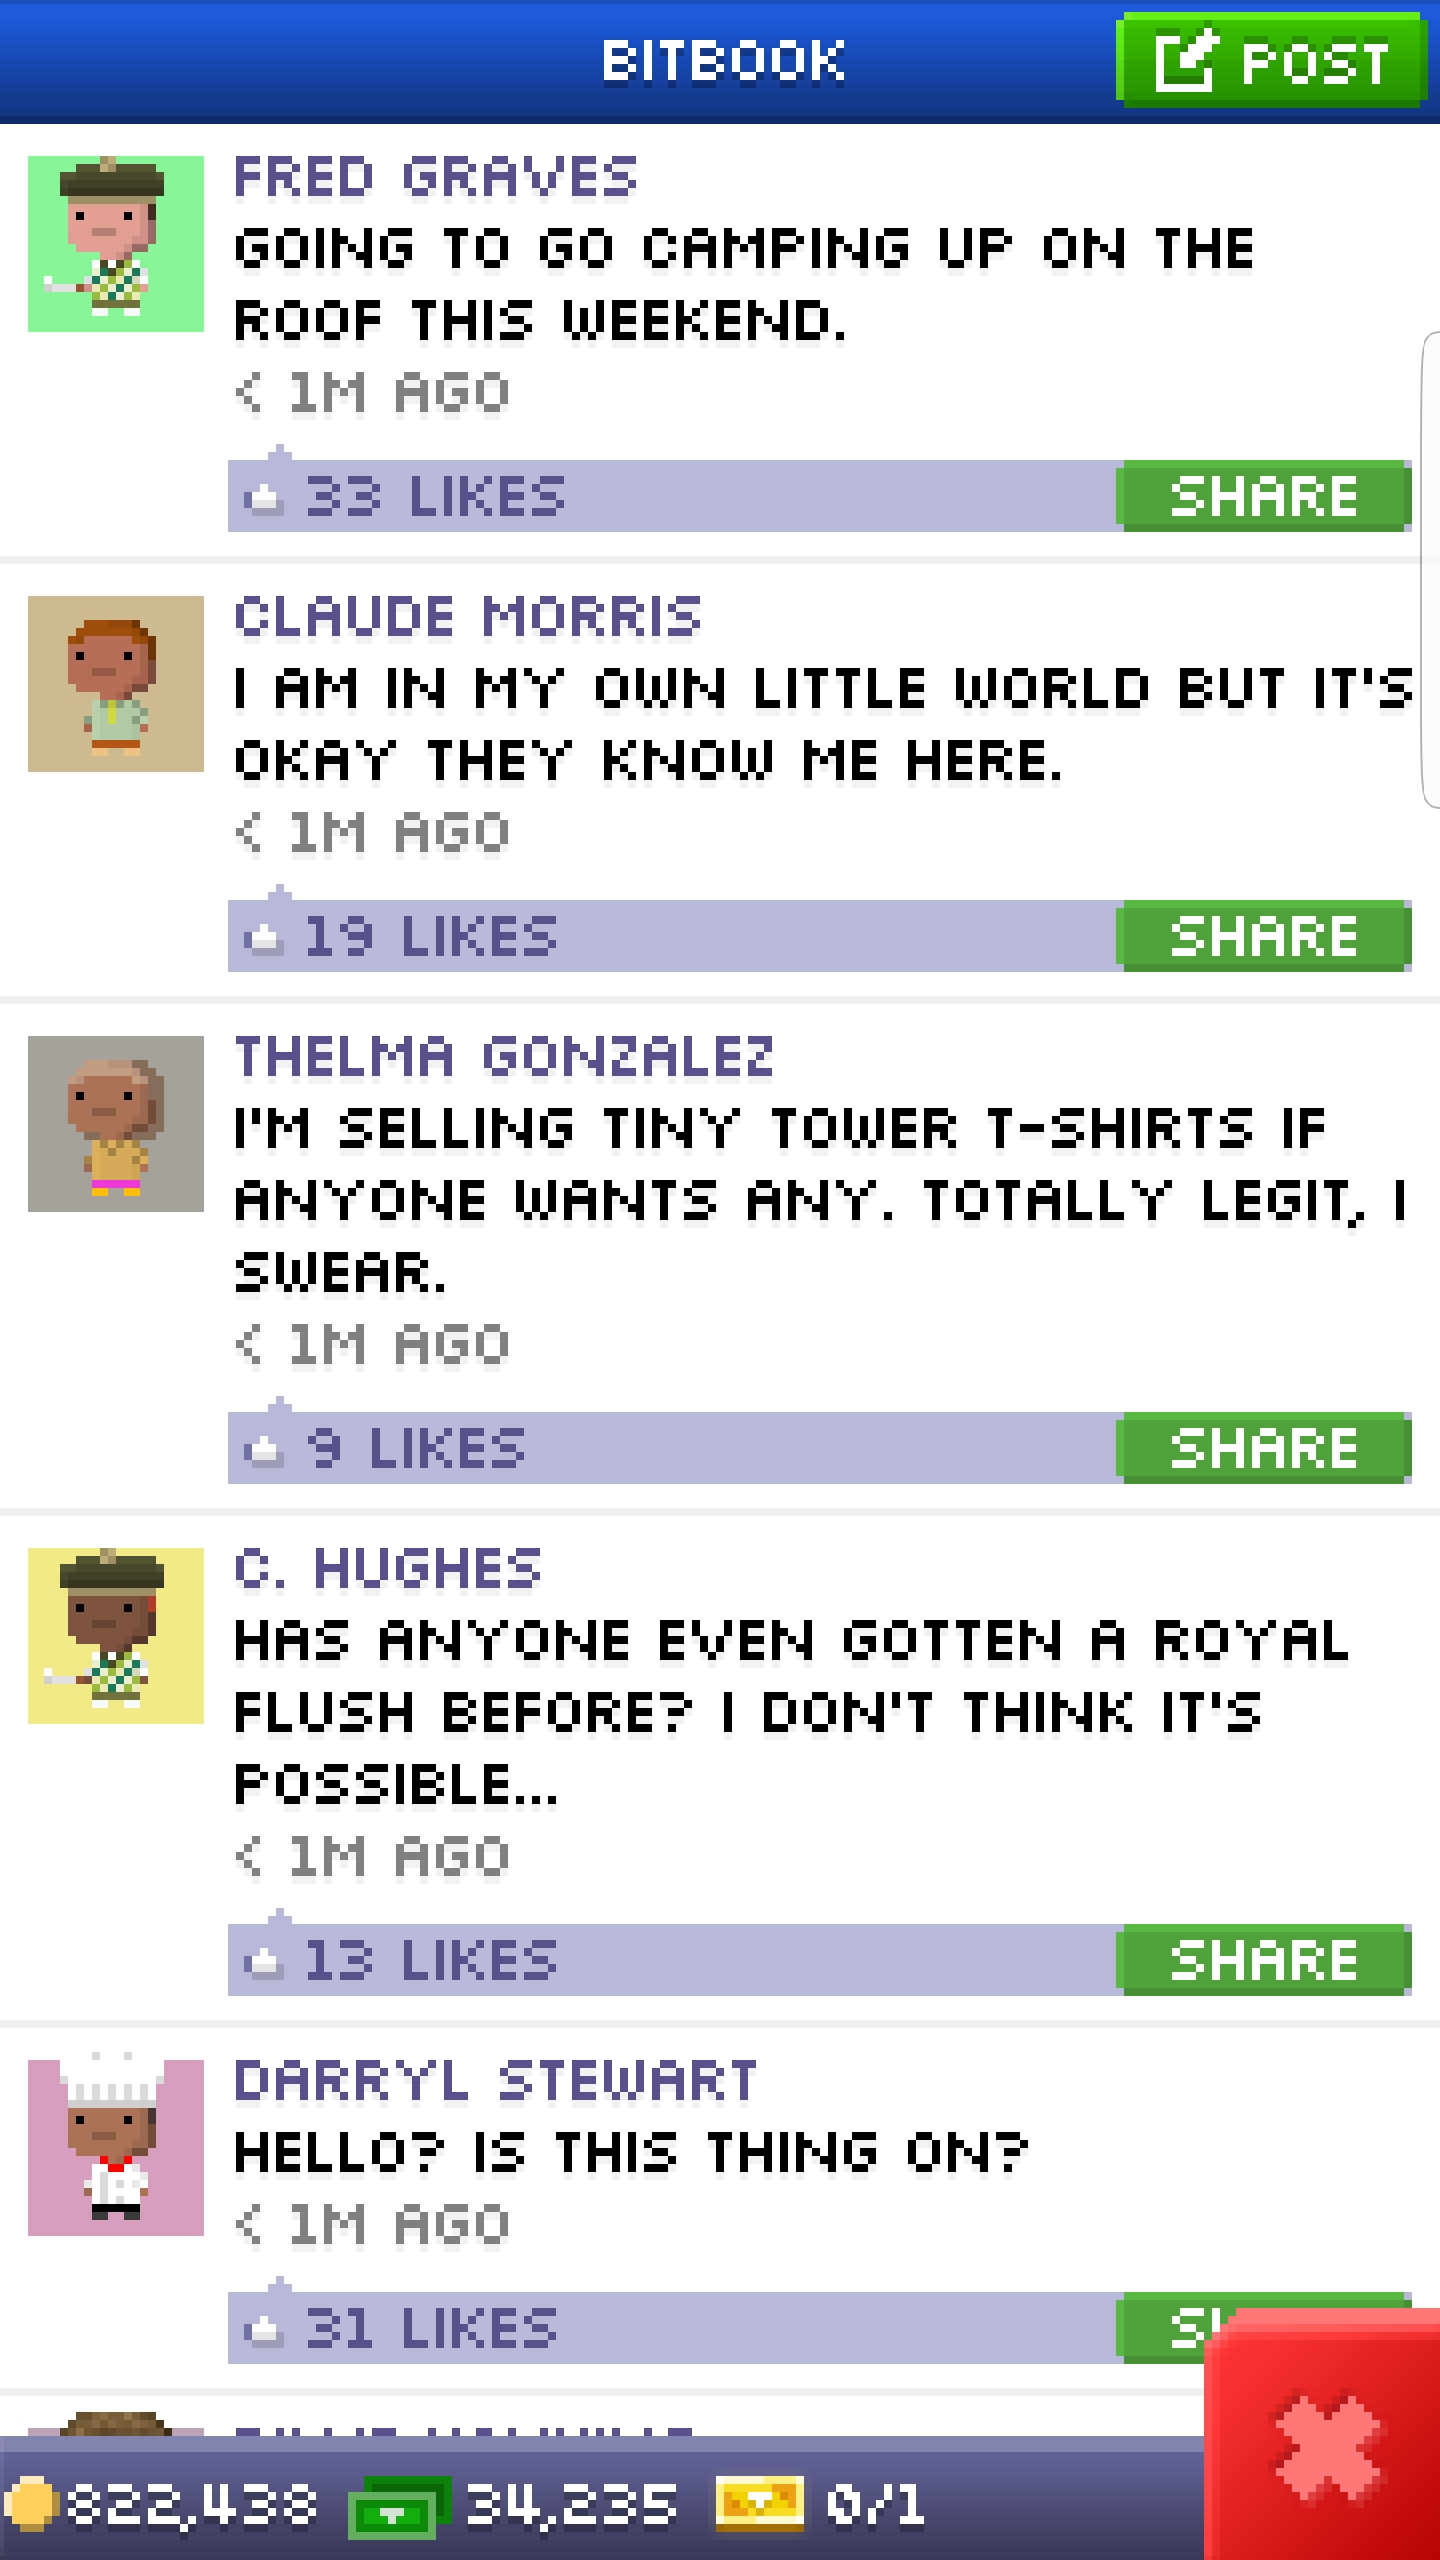 BITBOOK
POST
FRED GRAVES
GOING TO GO CAMPING UP ON THE
ROOF THIS WEEKEND.
< 1M AGO
33 LIKES
SHARE
CLAUDE MORRIS
I AM IN MY OWN LITTLE WORLD BUT IT'S
OKAY THEY KNOW ME HERE.
< 1M AGO
19 LIKES
SHARE
THELMA GONZALEZ
I'M SELLING TINY TOWER T-SHIRTS IF
ANYONE WANTS ANY. TOTALLY LEGIT, I
SWEAR.
< 1M AGO
9 LIKES
SHARE
C. HUGHES
HAS ANYONE EVEN GOTTEN A ROYAL
FLUSH BEFORE? I DON'T THINK IT'S
POSSIBLE...
< 1M AGO
13 LIKES
SHARE
DARRYL STEWART
HELLO? IS THIS THING ON?
< 1M AGO
31 LIKES
822,438
34,235
0/1